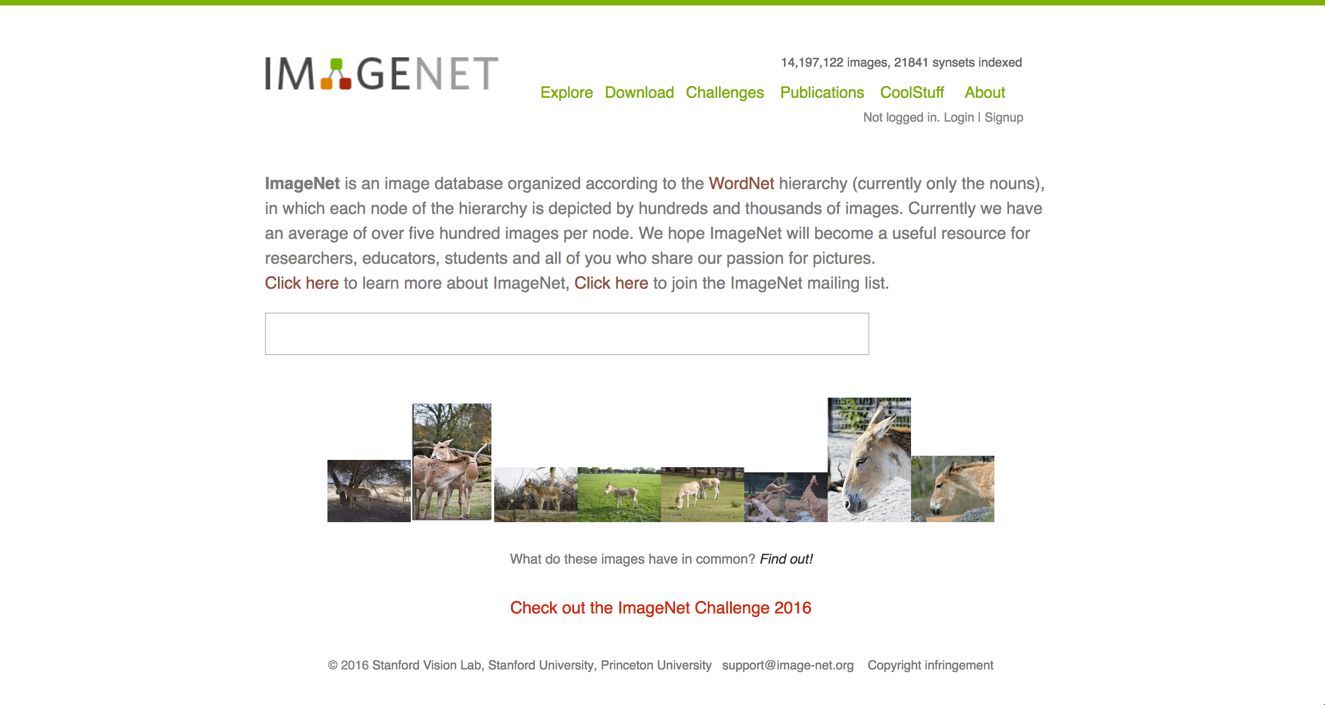 IMAGENET
14,197,122 images, 21841 synsets indexed
Explore Download Challenges Publications CoolStuff About
Not logged in. Login | Signup
ImageNet is an image database organized according to the WordNet hierarchy (currently only the nouns),
in which each node of the hierarchy is depicted by hundreds and thousands of images. Currently we have
an average of over five hundred images per node. We hope ImageNet will become a useful resource for
researchers, educators, students and all of you who share our passion for pictures.
Click here to learn more about ImageNet, Click here to join the ImageNet mailing list.
What do these images have in common? Find out!
Check out the ImageNet Challenge 2016
© 2016 Stanford Vision Lab, Stanford University, Princeton University support@image-net.org Copyright infringement